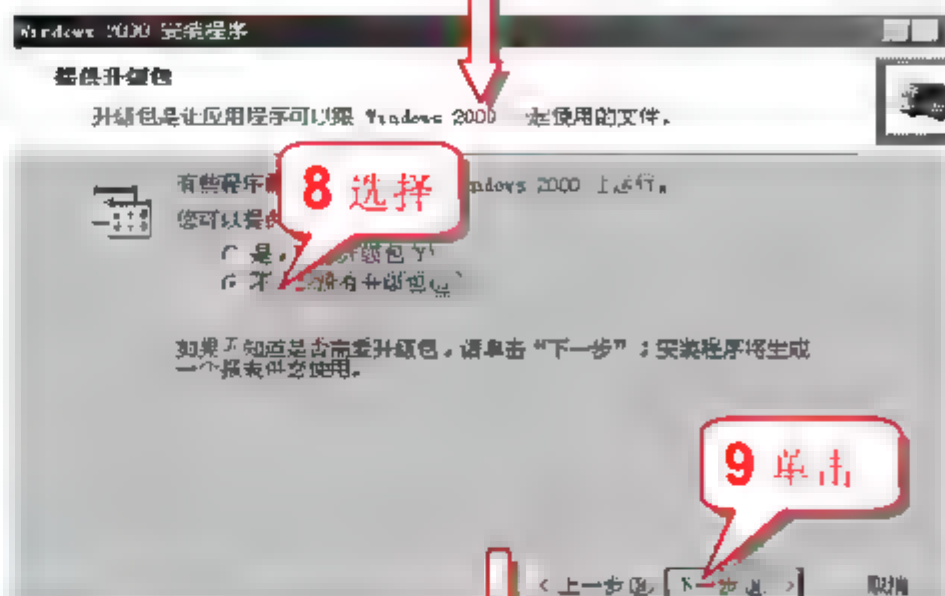 Windows 2000 安装程序
提供升级包
升级包是让应用程序可以跟 Windows 2000 一起使用的文件。
有些程序 Windows 2000 上运行。
8 选择
您可以提供
是, 升级包(Y)
不, 没有升级包(N)
如果不知道是否需要升级包，请单击“下一步”；安装程序将生成
一个报表供您使用。
9 单击
<上一步(B) 下一步(N) > 取消